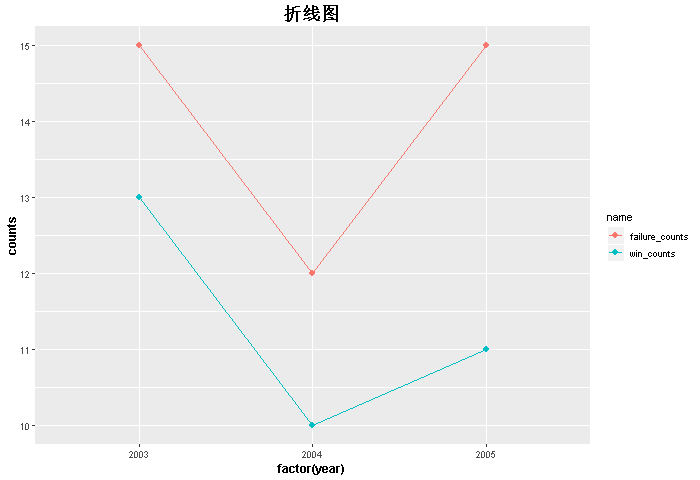 折线图
counts
15
14
13
12
11
10
2003
2004
2005
factor(year)
name
failure_counts
win_counts